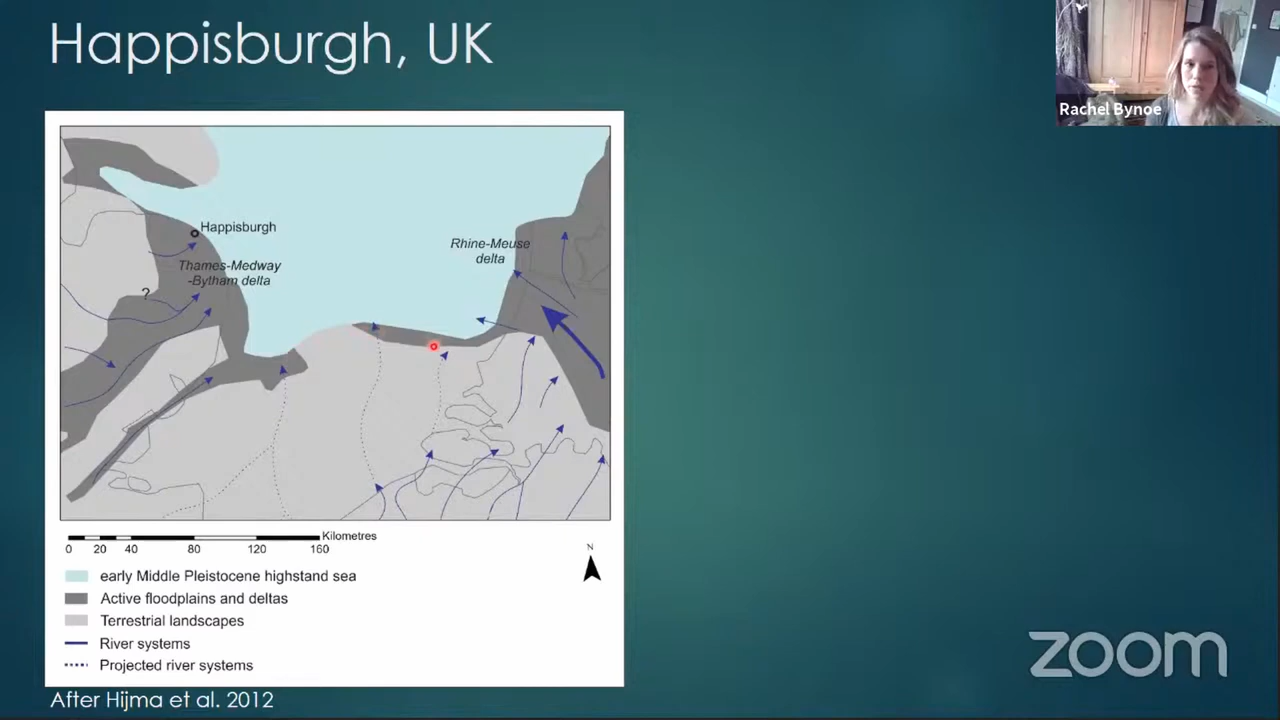 Happisburgh, UK
Rachel Bynoe
Happisburgh
Thames-Medway
-Bytham delta
?
Rhine-Meuse
delta
Kilometres
0 20 40 80 120 160
N
early Middle Pleistocene highstand sea
Active floodplains and deltas
Terrestrial landscapes
River systems
Projected river systems
After Hijma et al. 2012
zoom